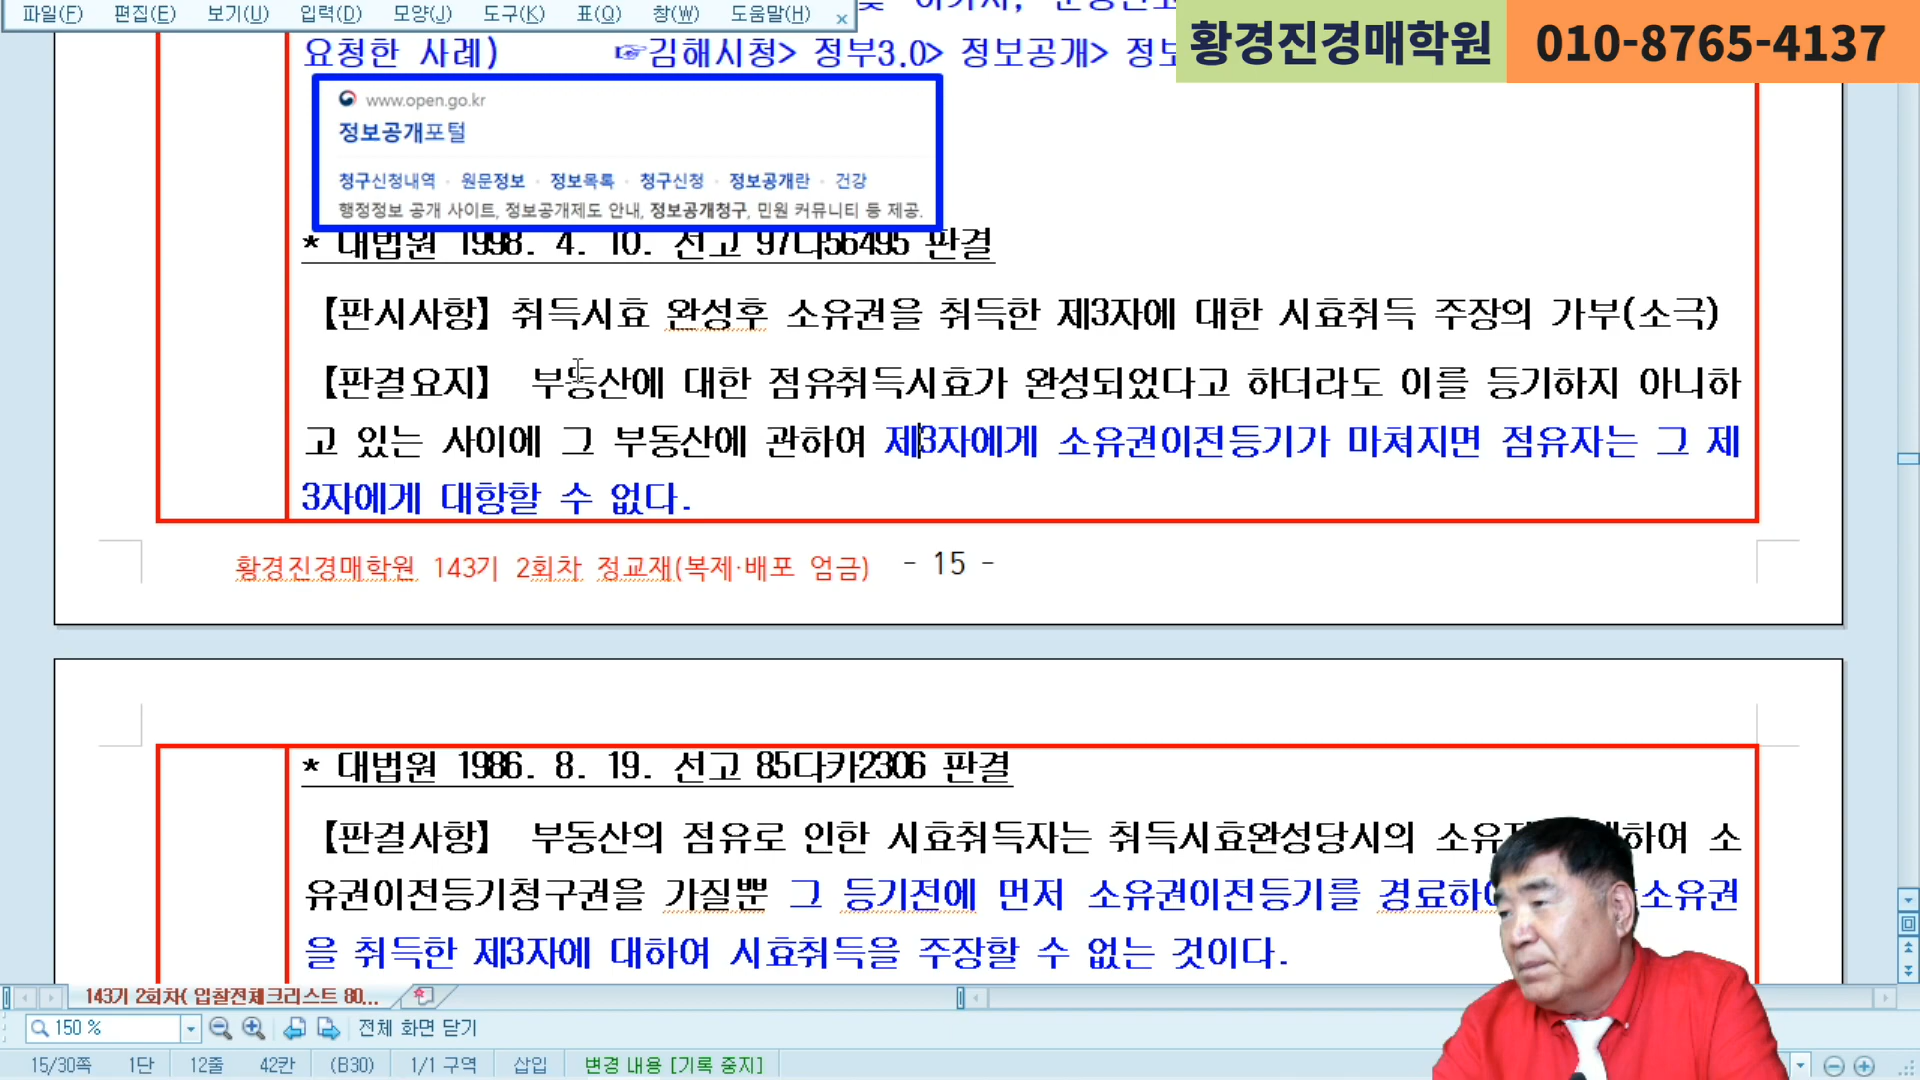 파일(F) 편집(E) 보기(U) 입력(D) 모양(J) 도구(K) 표(Q) 창(W) 도움말(H)
황경진경매학원 010-8765-4137
요청한 사례) ☞김해시청> 정부3.0> 정보공개> 정보
www.open.go.kr
정보공개포털
청구신청내역 · 원문정보 · 정보목록 · 청구신청 · 정보공개란 · 건강
행정정보 공개 사이트, 정보공개제도 안내, 정보공개청구, 민원 커뮤니티 등 제공.
* 대법원 1998. 4. 10. 선고 97다56495 판결
【판시사항】 취득시효 완성후 소유권을 취득한 제3자에 대한 시효취득 주장의 가부(소극)
【판결요지】 부동산에 대한 점유취득시효가 완성되었다고 하더라도 이를 등기하지 아니하
고 있는 사이에 그 부동산에 관하여 제3자에게 소유권이전등기가 마쳐지면 점유자는 그 제
3자에게 대항할 수 없다.
황경진경매학원 143기 2회차 정교재(복제·배포 엄금) - 15 -
* 대법원 1986. 8. 19. 선고 85다카2306 판결
【판결사항】 부동산의 점유로 인한 시효취득자는 취득시효완성당시의 하여 소
유권이전등기청구권을 가질뿐 그 등기전에 먼저 소유권이전등기를 소유권
을 취득한 제3자에 대하여 시효취득을 주장할 수 없는 것이다.
143기 2회차( 입찰전체크리스트 80...
150 % 전체 화면 닫기
15/30쪽 1단 12줄 42칸 (B30) 1/1 구역 삽입 변경 내용 [기록 중지]